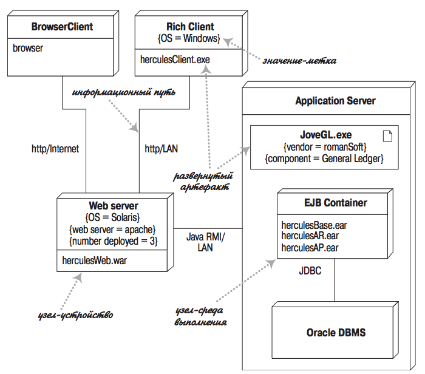 BrowserClient
browser
Rich Client
{OS = Windows}
herculesClient.exe
значение-метка
информационный путь
http/Internet
http/LAN
развернутый
артефакт
Application Server
JoveGL.exe
{vendor = romanSoft}
{component = General Ledger}
Web server
{OS = Solaris}
{web server = apache}
{number deployed = 3}
herculesWeb.war
Java RMI/
LAN
EJB Container
herculesBase.ear
herculesAR.ear
herculesAP.ear
JDBC
узел-устройство
узел-среда
выполнения
Oracle DBMS